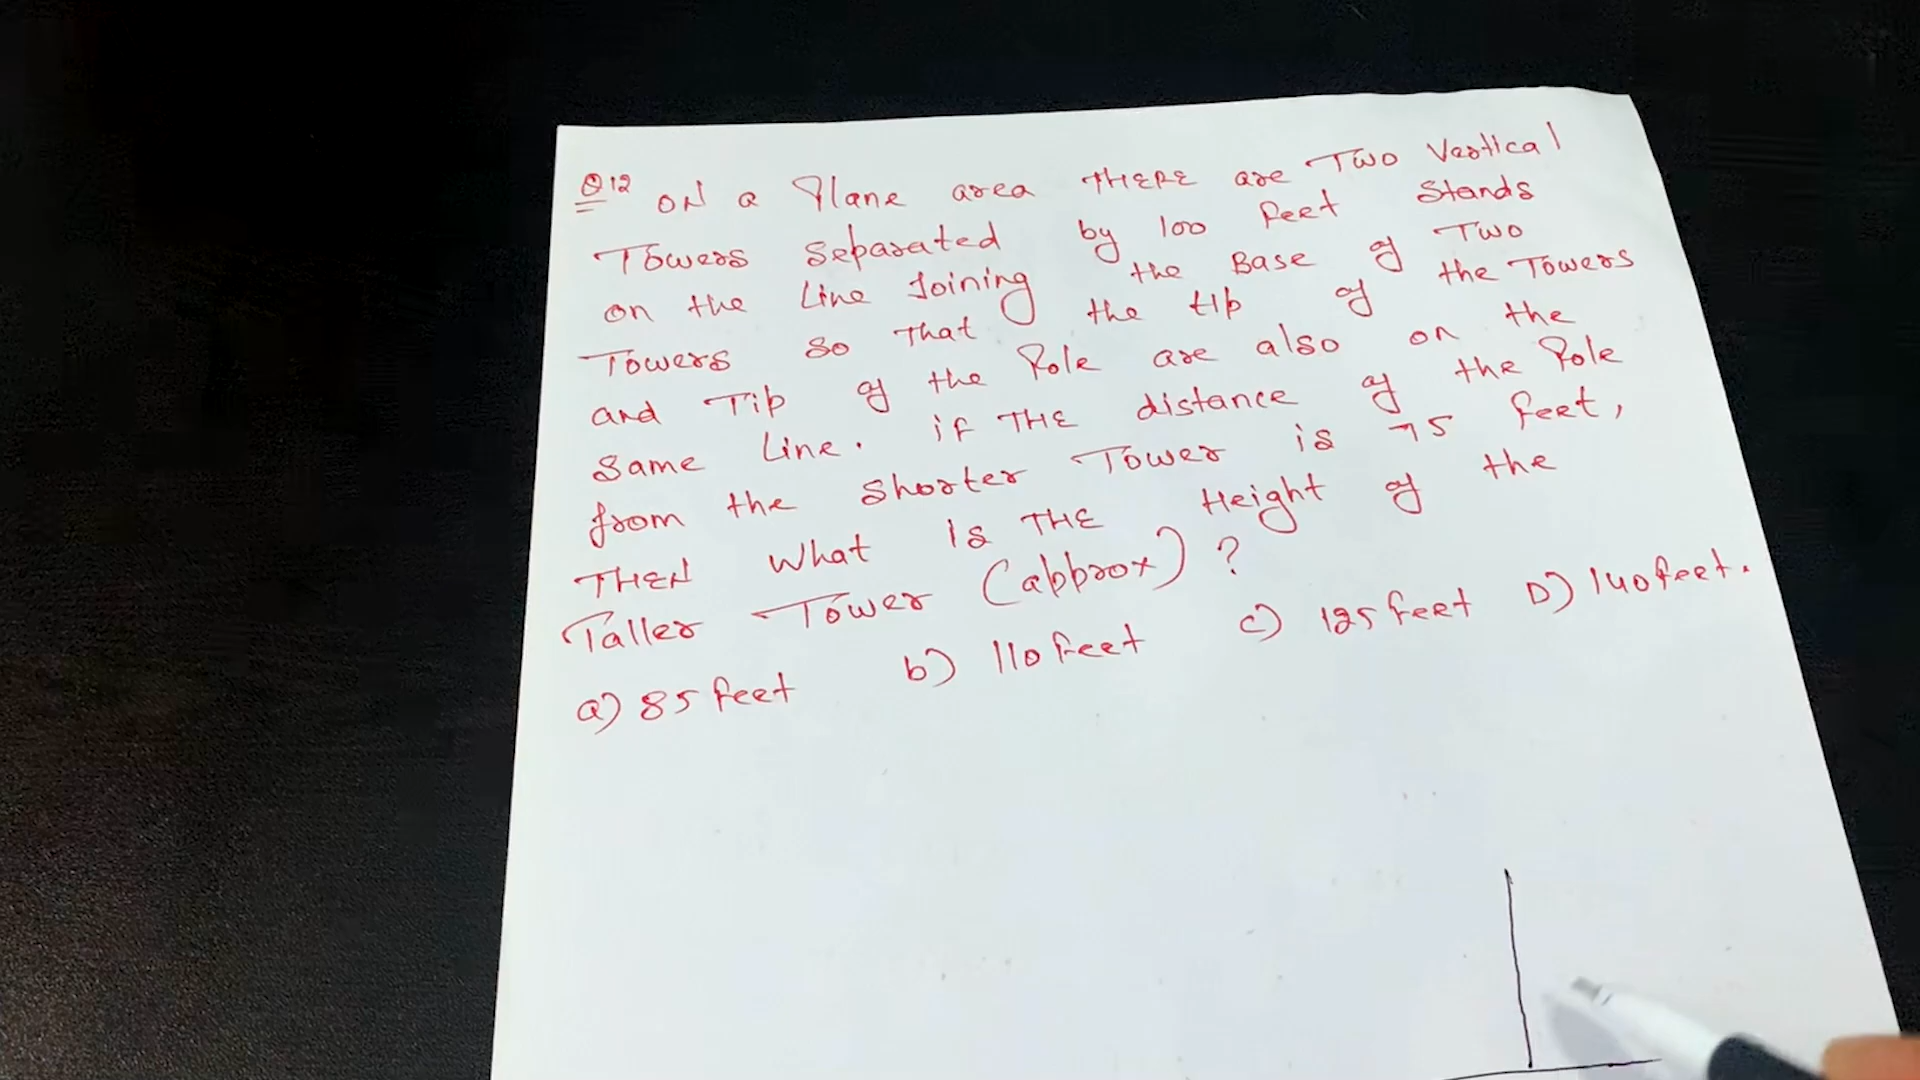 Q12 ON a Plane area THERE are Two Vertical
Towers Separated by 100 feet Stands
on the Line Joining the Base of Two
Towers so that the tip of the Towers
and Tip of the Pole are also on the
same Line. if THE distance of the Pole
from the shorter Tower is 75 feet,
THEN What is THE Height of the
Taller Tower (approx)?
a) 85 feet b) 110 feet c) 125 feet D) 140 feet.